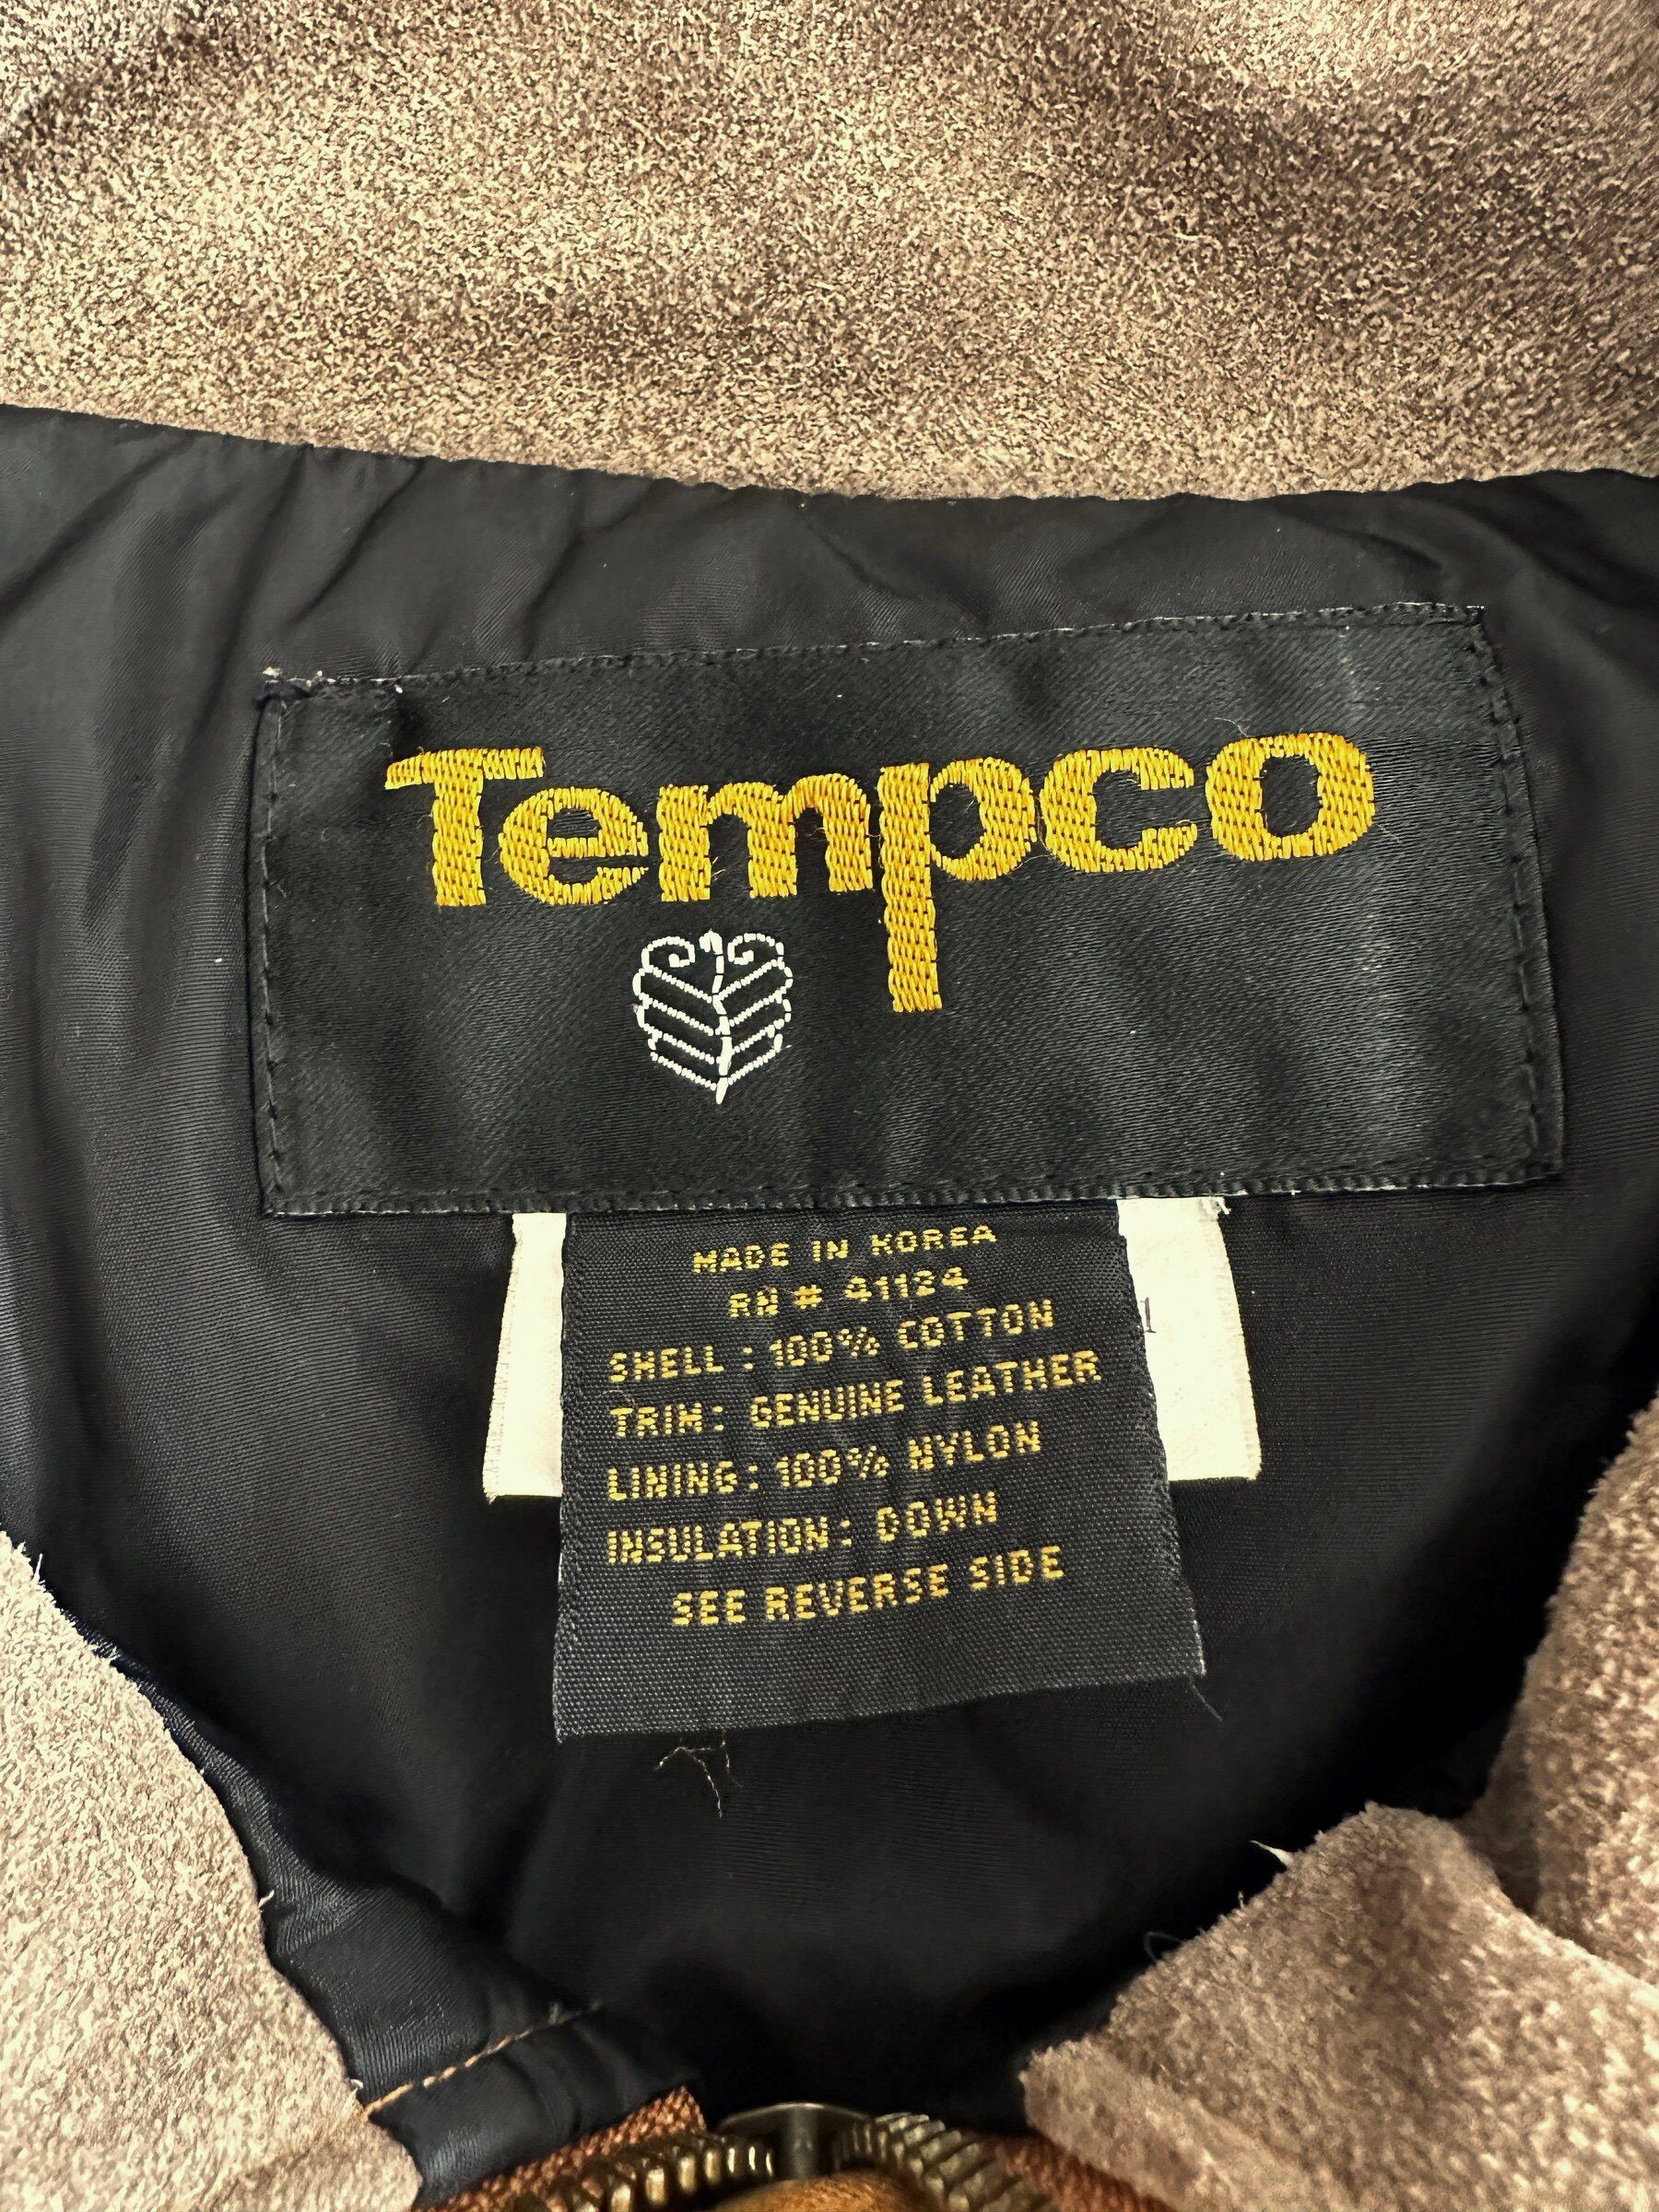 Tempco
MADE IN KOREA
RN # 41124
SHELL : 100% COTTON
TRIM : GENUINE LEATHER
LINING : 100% NYLON
INSULATION : DOWN
SEE REVERSE SIDE